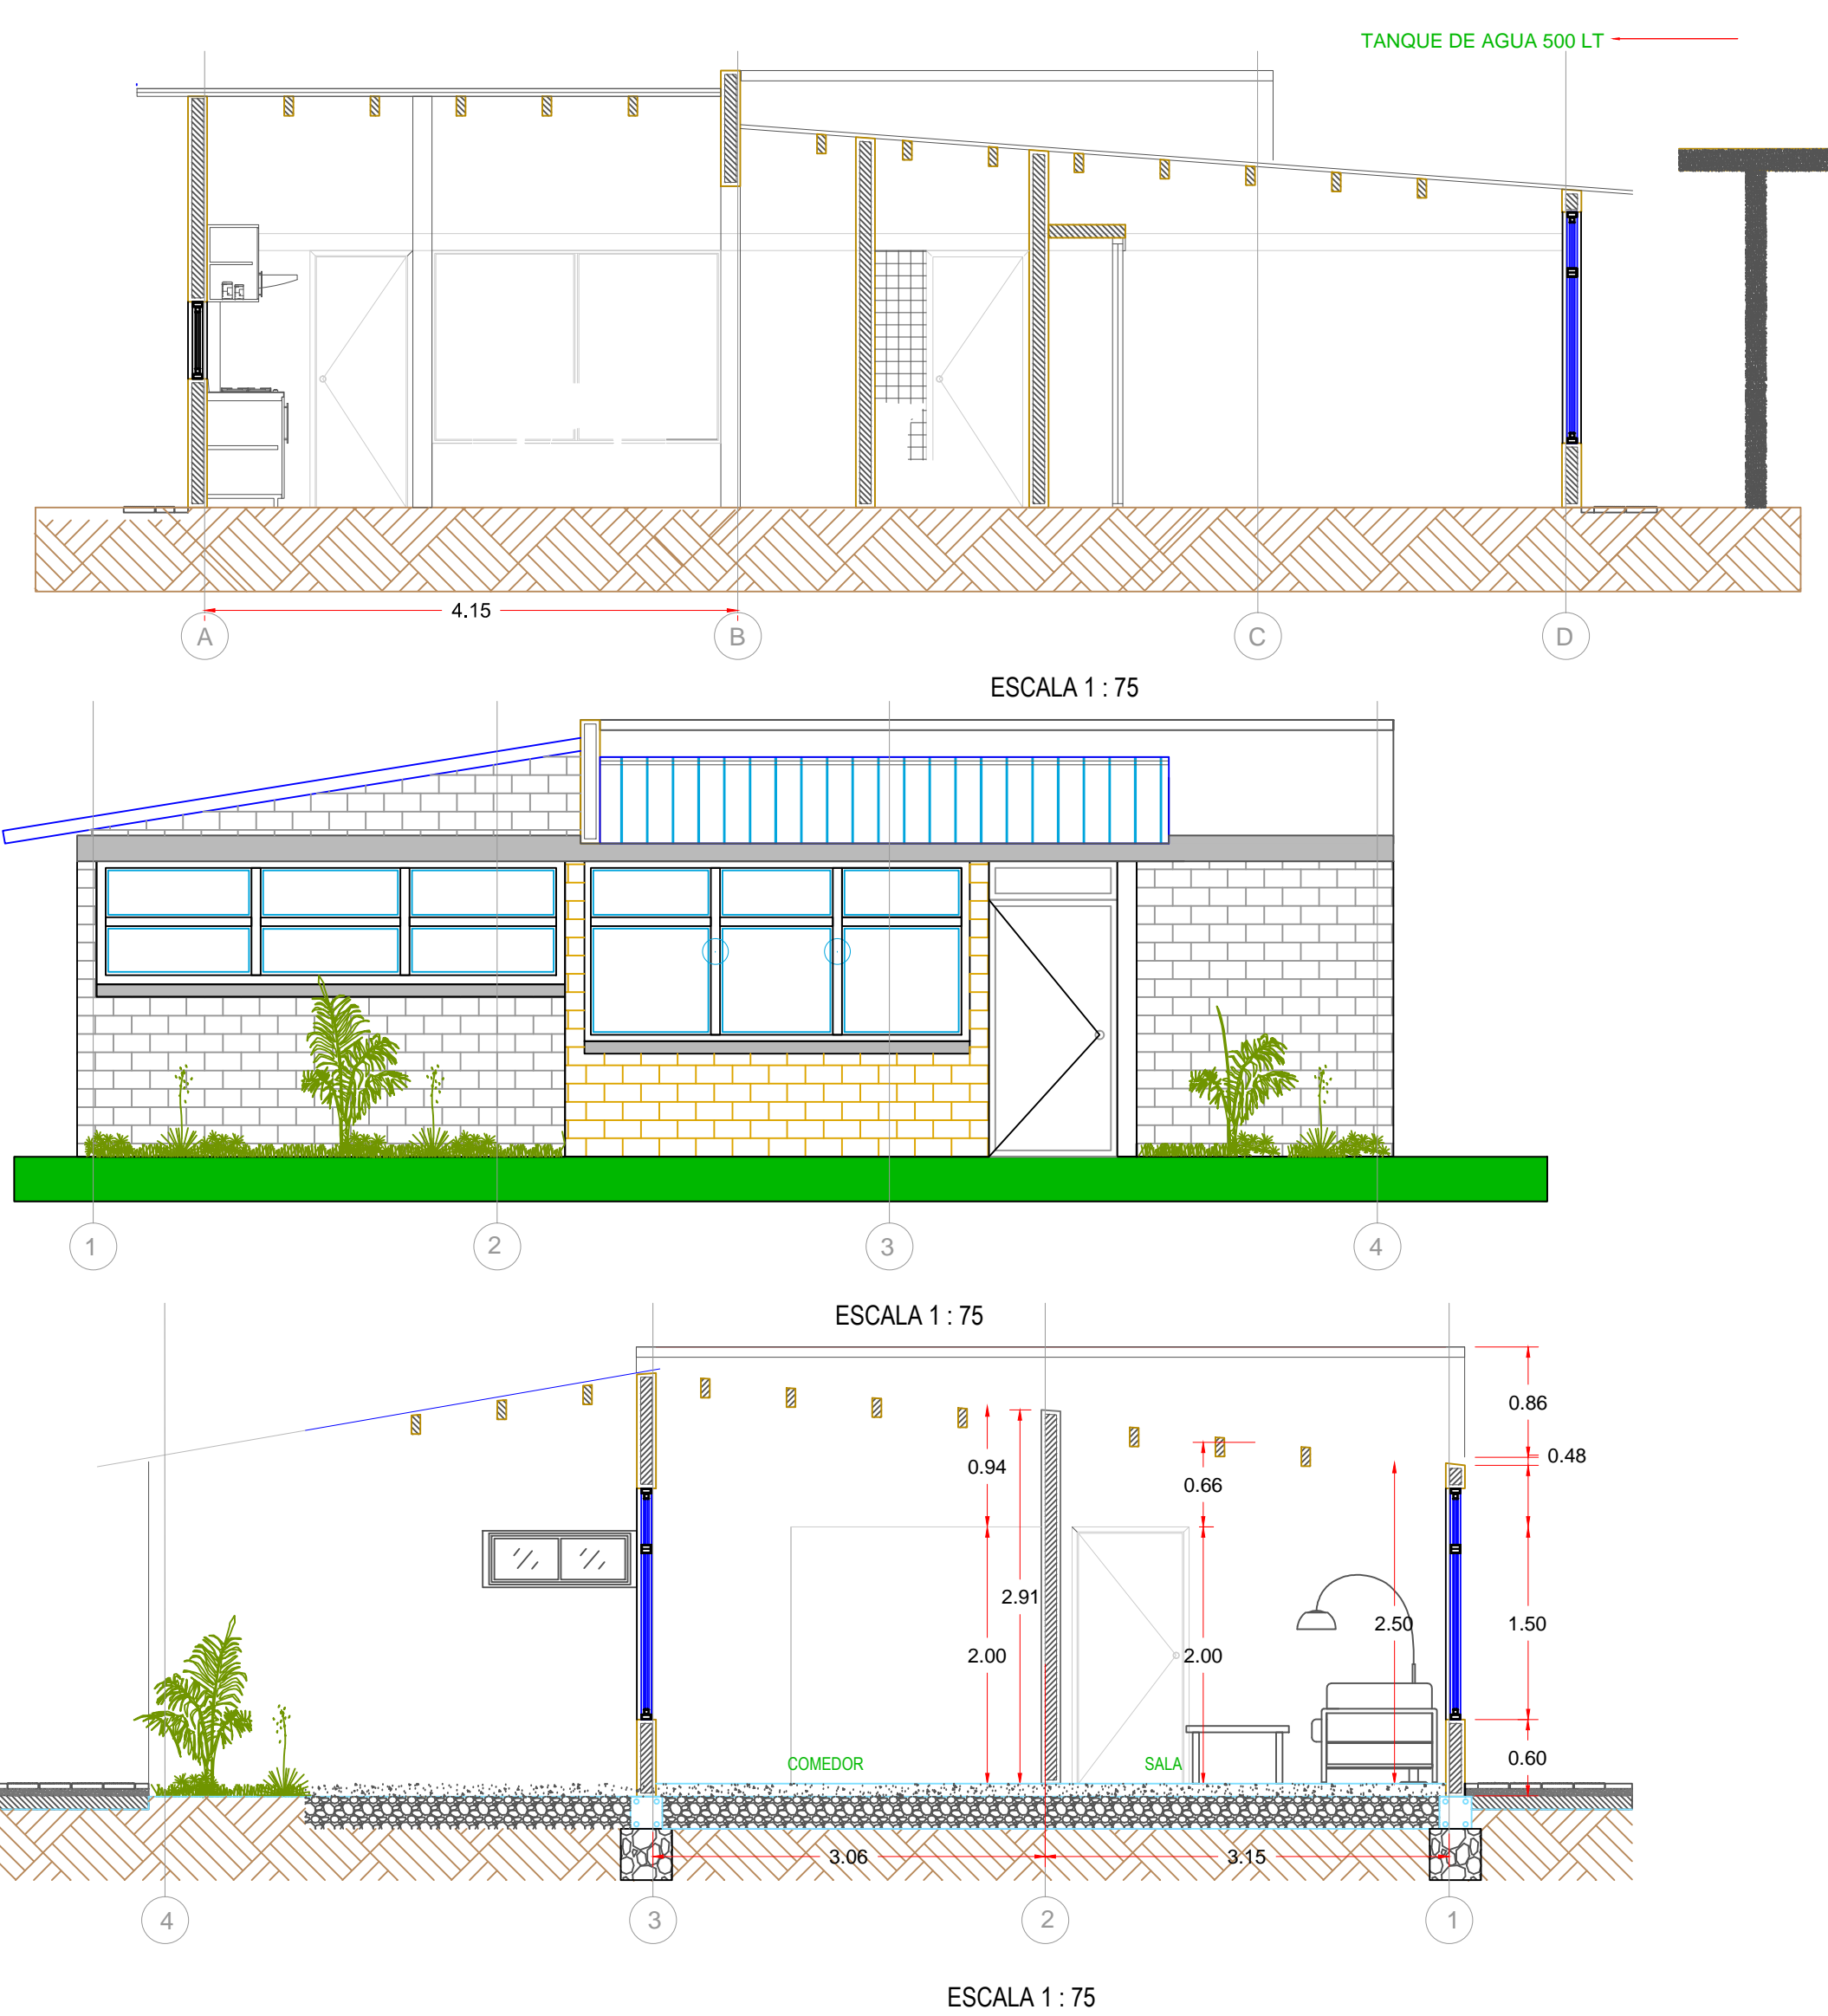 TANQUE DE AGUA 500 LT
4.15
A B C D
ESCALA 1 : 75
1 2 3 4
ESCALA 1 : 75
0.86
0.48
0.94
0.66
2.91
2.50
1.50
2.00
2.00
COMEDOR
SALA
0.60
3.06
3.15
4 3 2 1
ESCALA 1 : 75